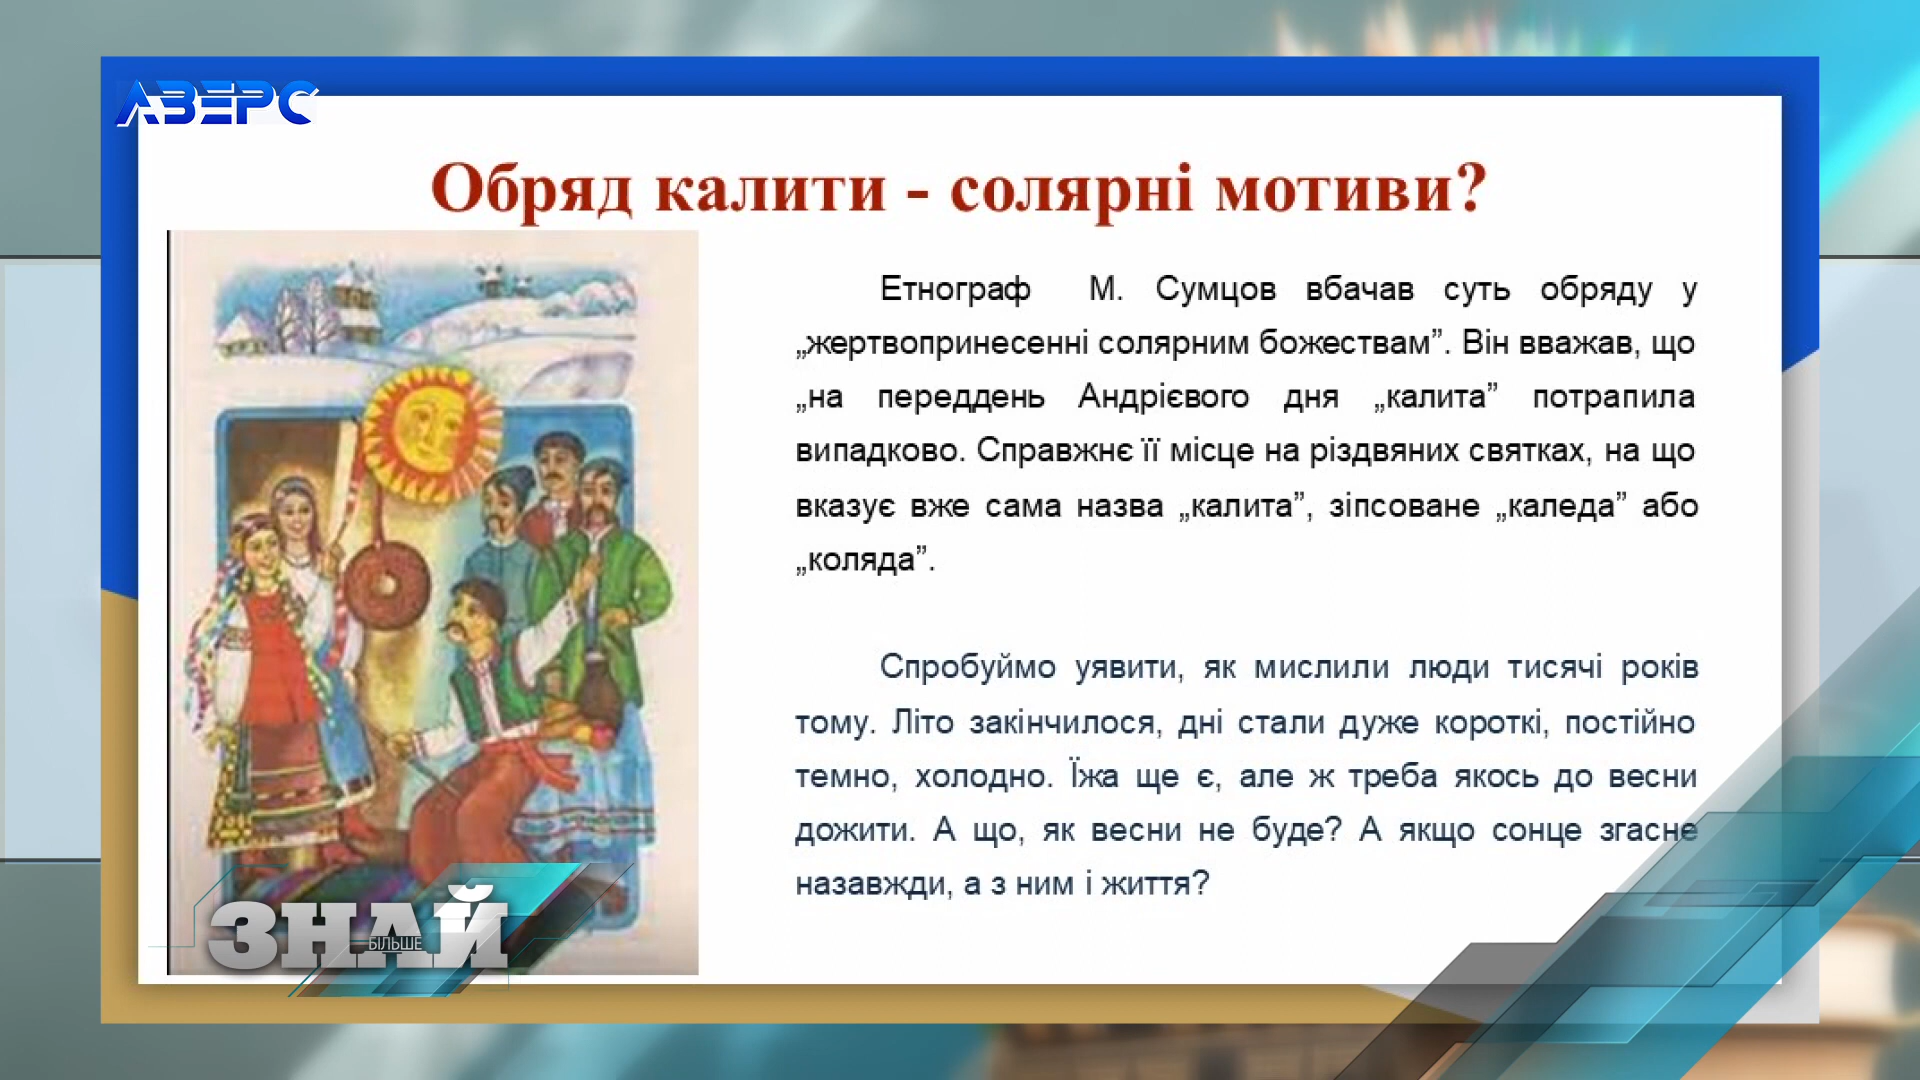 АВЕРС
Обряд калити - солярні мотиви?
Етнограф М. Сумцов вбачав суть обряду у
„жертвопринесенні солярним божествам”. Він вважав, що
„на переддень Андрієвого дня „калита” потрапила
випадково. Справжнє її місце на різдвяних святках, на що
вказує вже сама назва „калита”, зіпсоване „каледа” або
„коляда”.
Спробуймо уявити, як мислили люди тисячі років
тому. Літо закінчилося, дні стали дуже короткі, постійно
темно, холодно. Їжа ще є, але ж треба якось до весни
дожити. А що, як весни не буде? А якщо сонце згасне
назавжди, а з ним і життя?
ЗНАЙ
БІЛЬШЕ